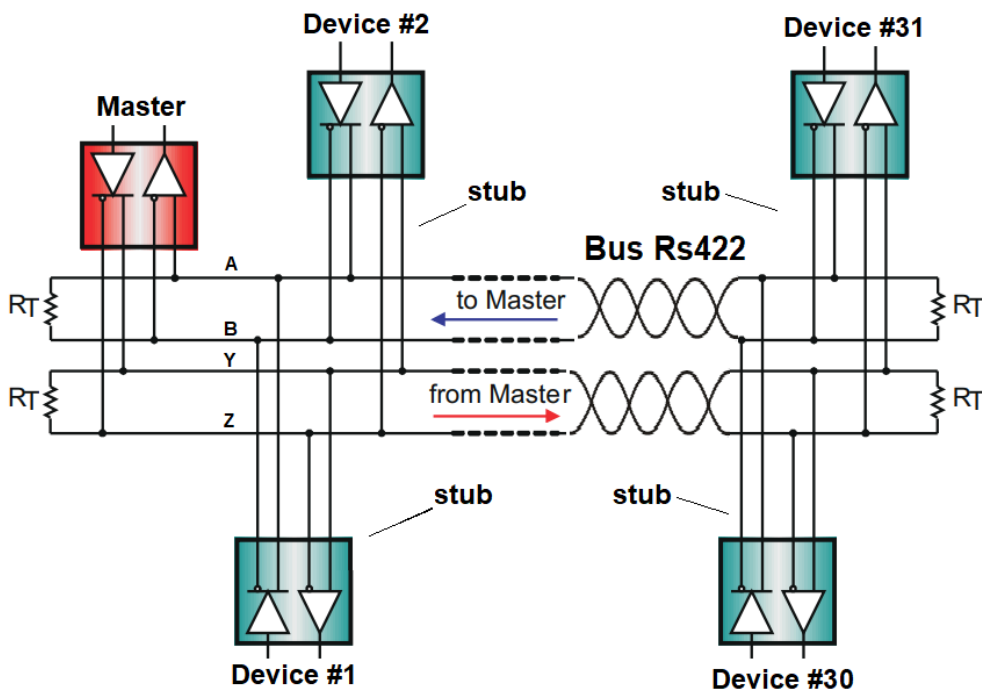 Device #2
Device #31
Master
stub
stub
Bus Rs422
A
to Master
RT
RT
B
Y
from Master
RT
RT
Z
stub
stub
Device #1
Device #30